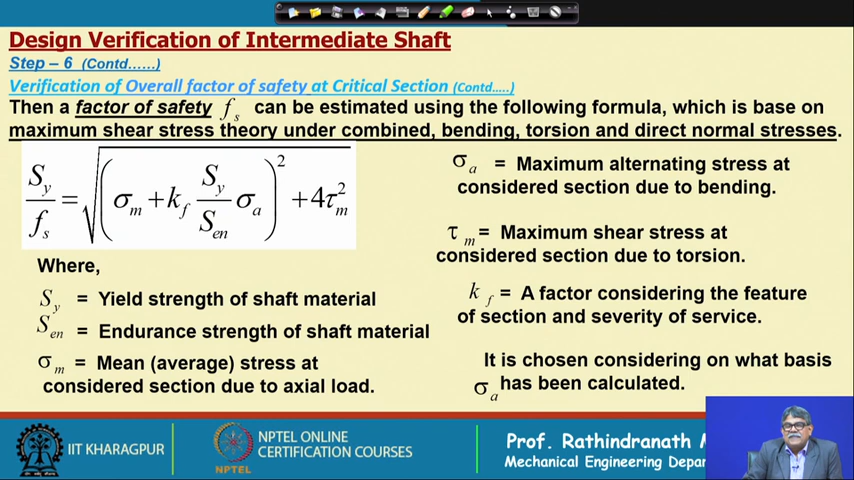 Design Verification of Intermediate Shaft
Step – 6 (Contd……)
Verification of Overall factor of safety at Critical Section (Contd…..)
Then a factor of safety f_s can be estimated using the following formula, which is base on
maximum shear stress theory under combined, bending, torsion and direct normal stresses.
S_y/f_s = √((σ_m + k_f S_y/S_en σ_a)² + 4τ_m²)
Where,
S_y = Yield strength of shaft material
S_en = Endurance strength of shaft material
σ_m = Mean (average) stress at
considered section due to axial load.
σ_a = Maximum alternating stress at
considered section due to bending.
τ_m = Maximum shear stress at
considered section due to torsion.
k_f = A factor considering the feature
of section and severity of service.
It is chosen considering on what basis
σ_a has been calculated.
IIT KHARAGPUR
NPTEL
NPTEL ONLINE
CERTIFICATION COURSES
Prof. Rathindranath
Mechanical Engineering